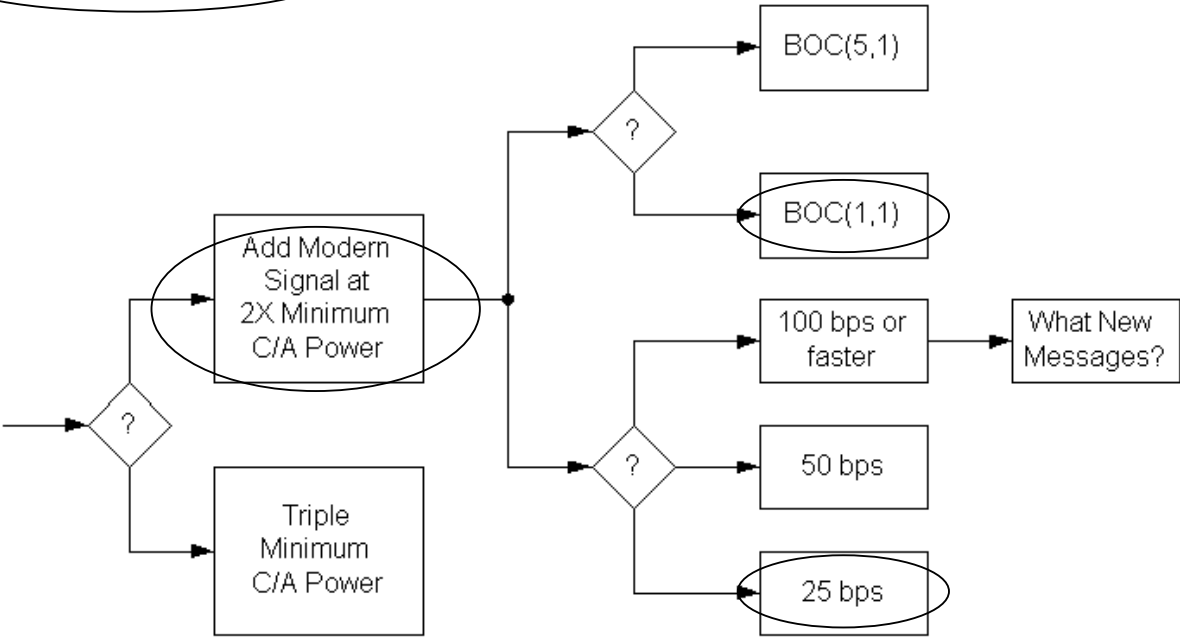 BOC(5,1)
?
BOC(1,1)
Add Modern
Signal at
2X Minimum
C/A Power
100 bps or
faster
What New
Messages?
?
?
50 bps
Triple
Minimum
C/A Power
25 bps